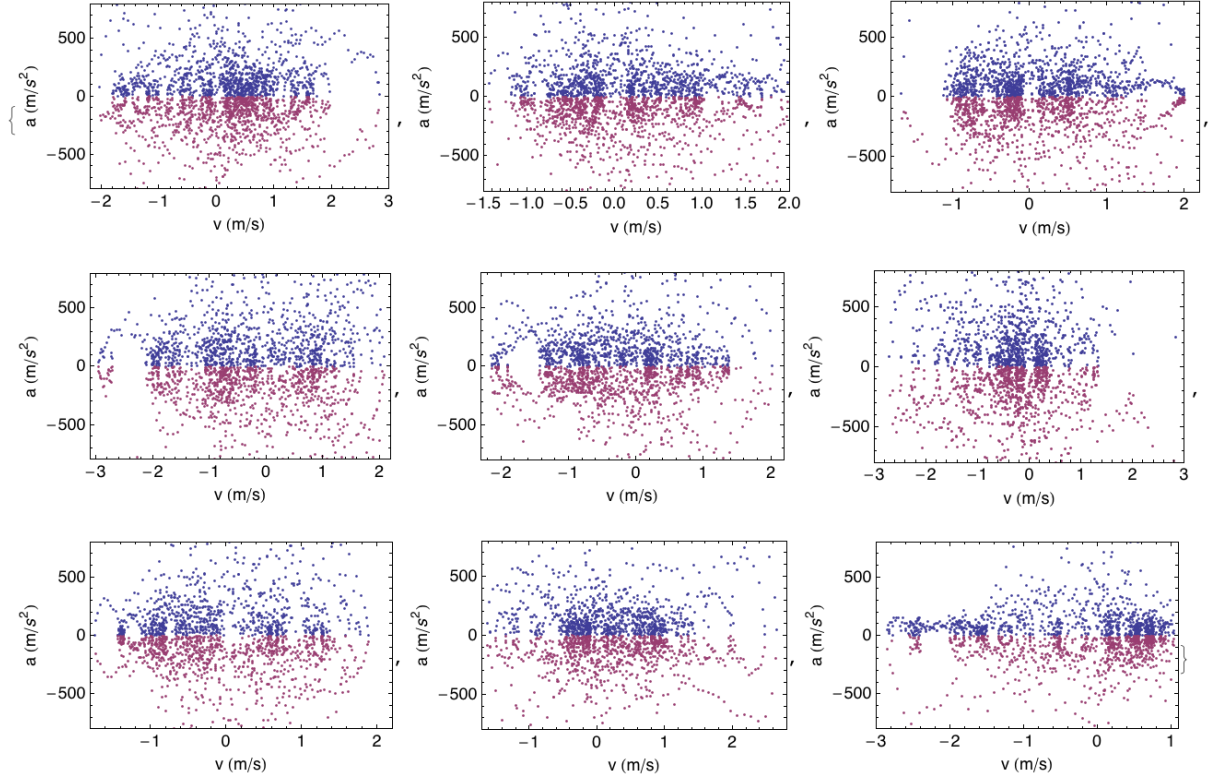 {
500
0
−500
a (m/s²)
−2 −1 0 1 2 3
v (m/s)
,
500
0
−500
a (m/s²)
−1.5 −1.0 −0.5 0.0 0.5 1.0 1.5 2.0
v (m/s)
,
500
0
−500
a (m/s²)
−1 0 1 2
v (m/s)
,
500
0
−500
a (m/s²)
−3 −2 −1 0 1 2
v (m/s)
,
500
0
−500
a (m/s²)
−2 −1 0 1 2
v (m/s)
,
500
0
−500
a (m/s²)
−3 −2 −1 0 1 2 3
v (m/s)
,
500
0
−500
a (m/s²)
−1 0 1 2
v (m/s)
,
500
0
−500
a (m/s²)
−1 0 1 2
v (m/s)
,
500
0
−500
a (m/s²)
−3 −2 −1 0 1
v (m/s)
}